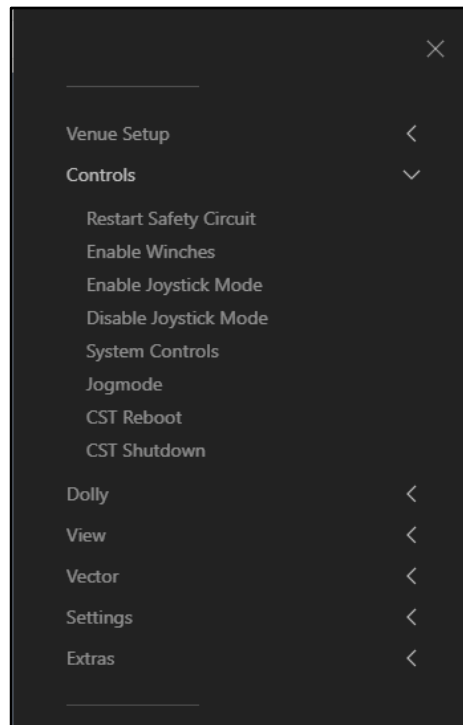 Venue Setup
Controls
Restart Safety Circuit
Enable Winches
Enable Joystick Mode
Disable Joystick Mode
System Controls
Jogmode
CST Reboot
CST Shutdown
Dolly
View
Vector
Settings
Extras